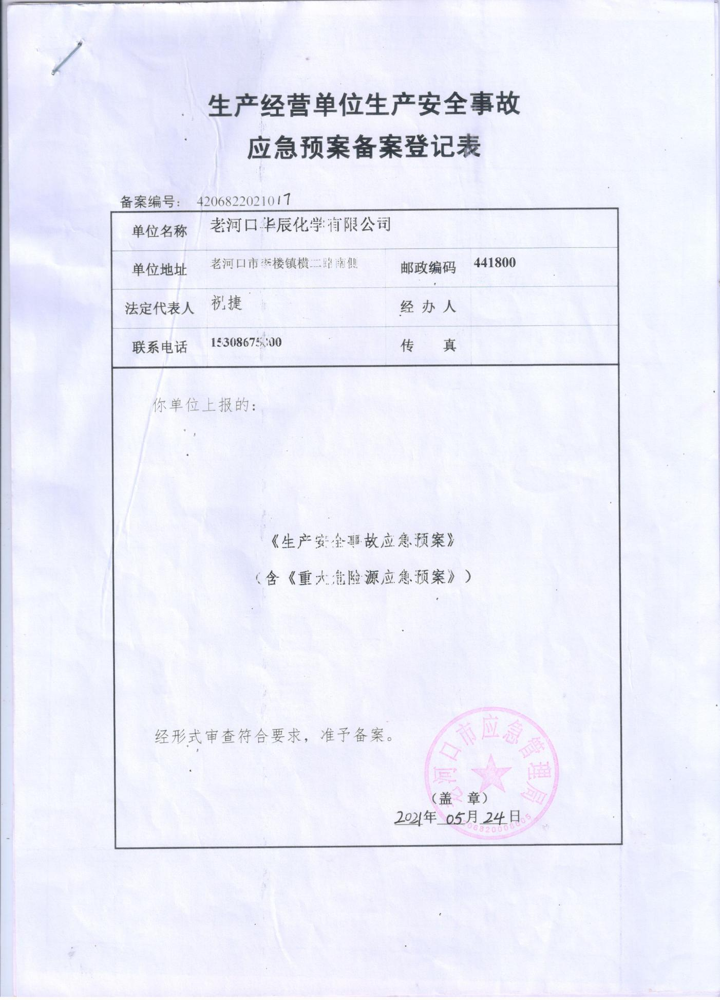 生产经营单位生产安全事故
应急预案备案登记表
备案编号： 4206822021017
单位名称 老河口华辰化学有限公司
单位地址 老河口市李楼镇横二路南侧 邮政编码 441800
法定代表人 祝捷 经办人
联系电话 传真
你单位上报的：
《生产安全事故应急预案》
（含《重大危险源应急预案》）
经形式审查符合要求，准予备案。
老河口市应急管理局
（盖 章）
2021年 05月 24日